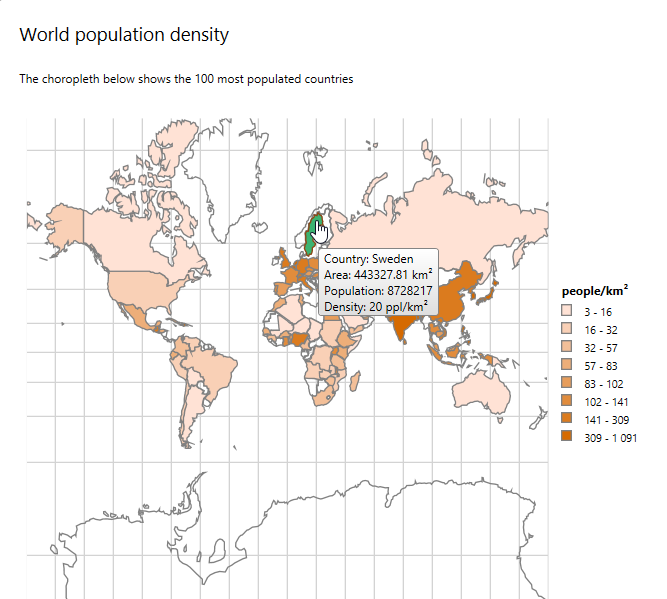 World population density
The choropleth below shows the 100 most populated countries
Country: Sweden
Area: 443327.81 km²
Population: 8728217
Density: 20 ppl/km²
people/km²
3 - 16
16 - 32
32 - 57
57 - 83
83 - 102
102 - 141
141 - 309
309 - 1 091